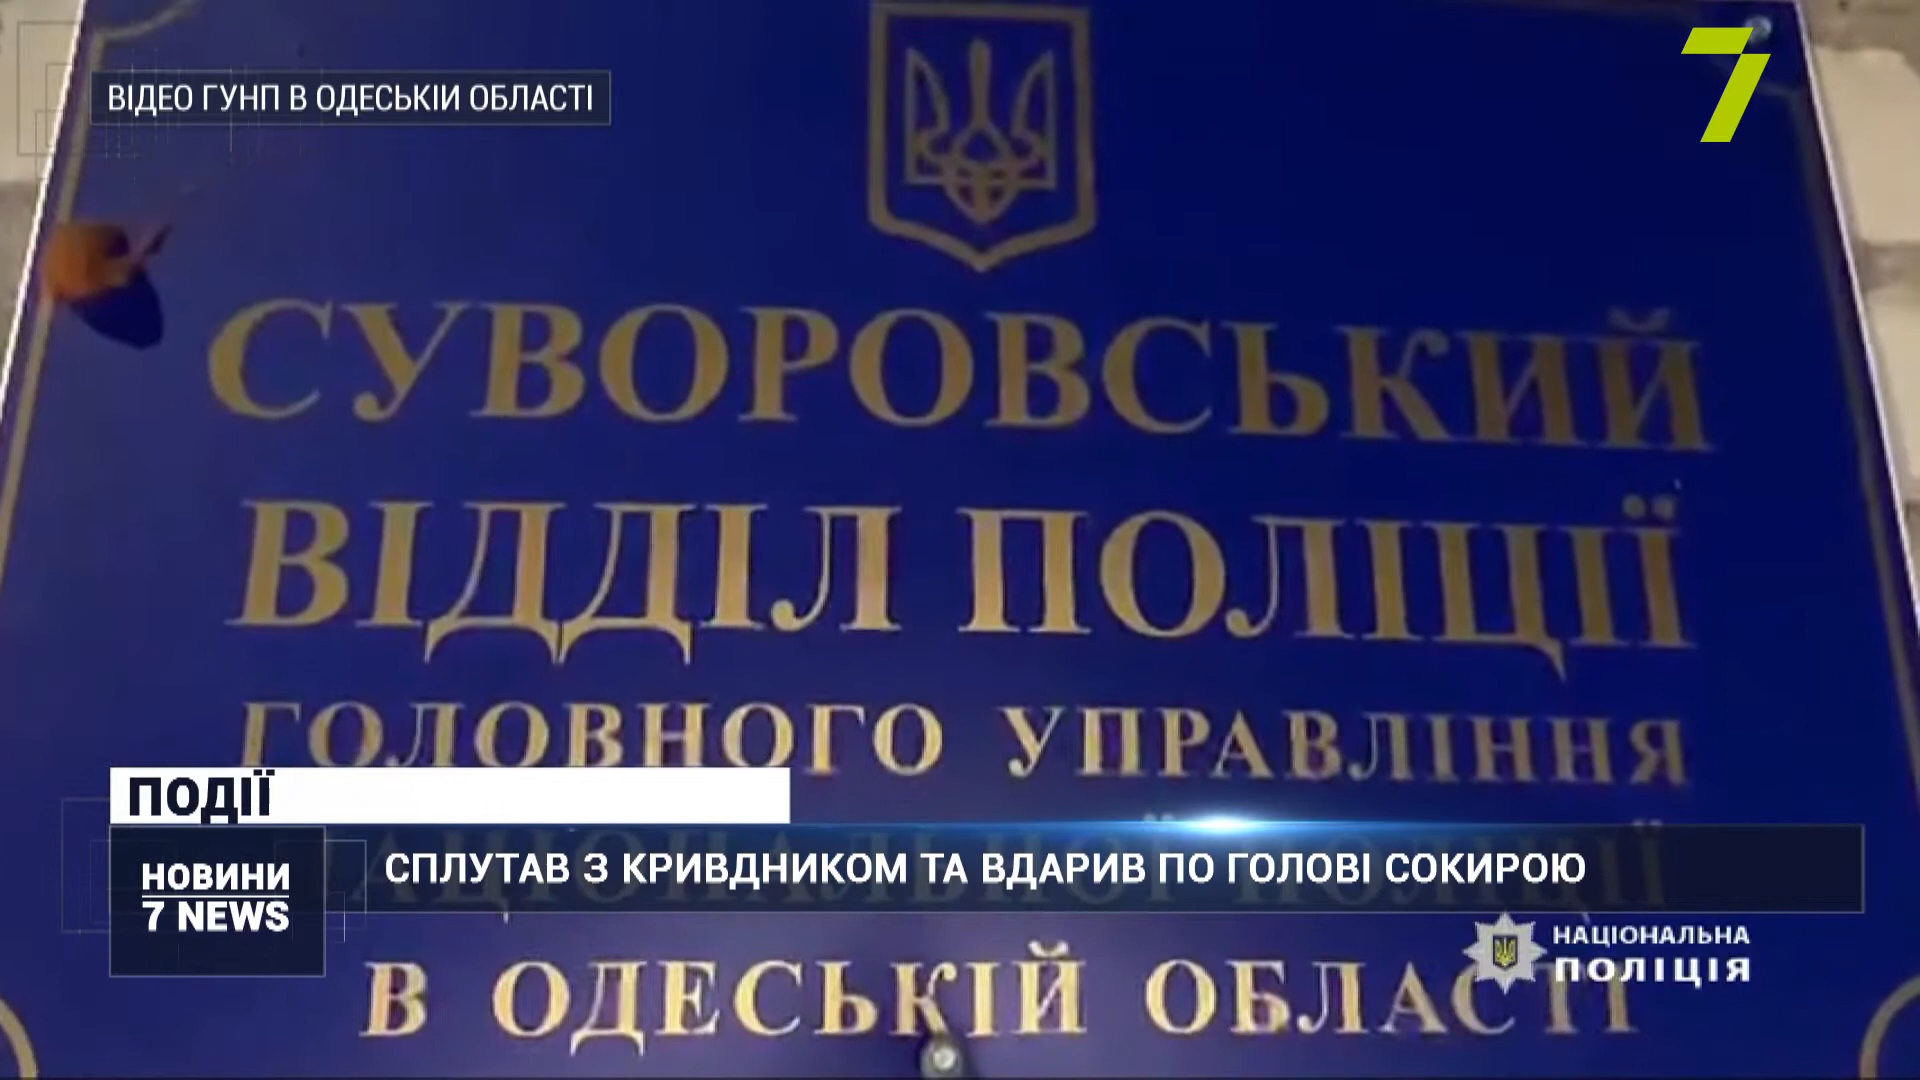 ВІДЕО ГУНП В ОДЕСЬКІЙ ОБЛАСТІ
7
СУВОРОВСЬКИЙ
ВІДДІЛ ПОЛІЦІЇ
ГОЛОВНОГО УПРАВЛІННЯ
ПОДІЇ
НОВИНИ
7 NEWS
СПЛУТАВ З КРИВДНИКОМ ТА ВДАРИВ ПО ГОЛОВІ СОКИРОЮ
НАЦІОНАЛЬНА
ПОЛІЦІЯ
В ОДЕСЬКІЙ ОБЛАСТІ